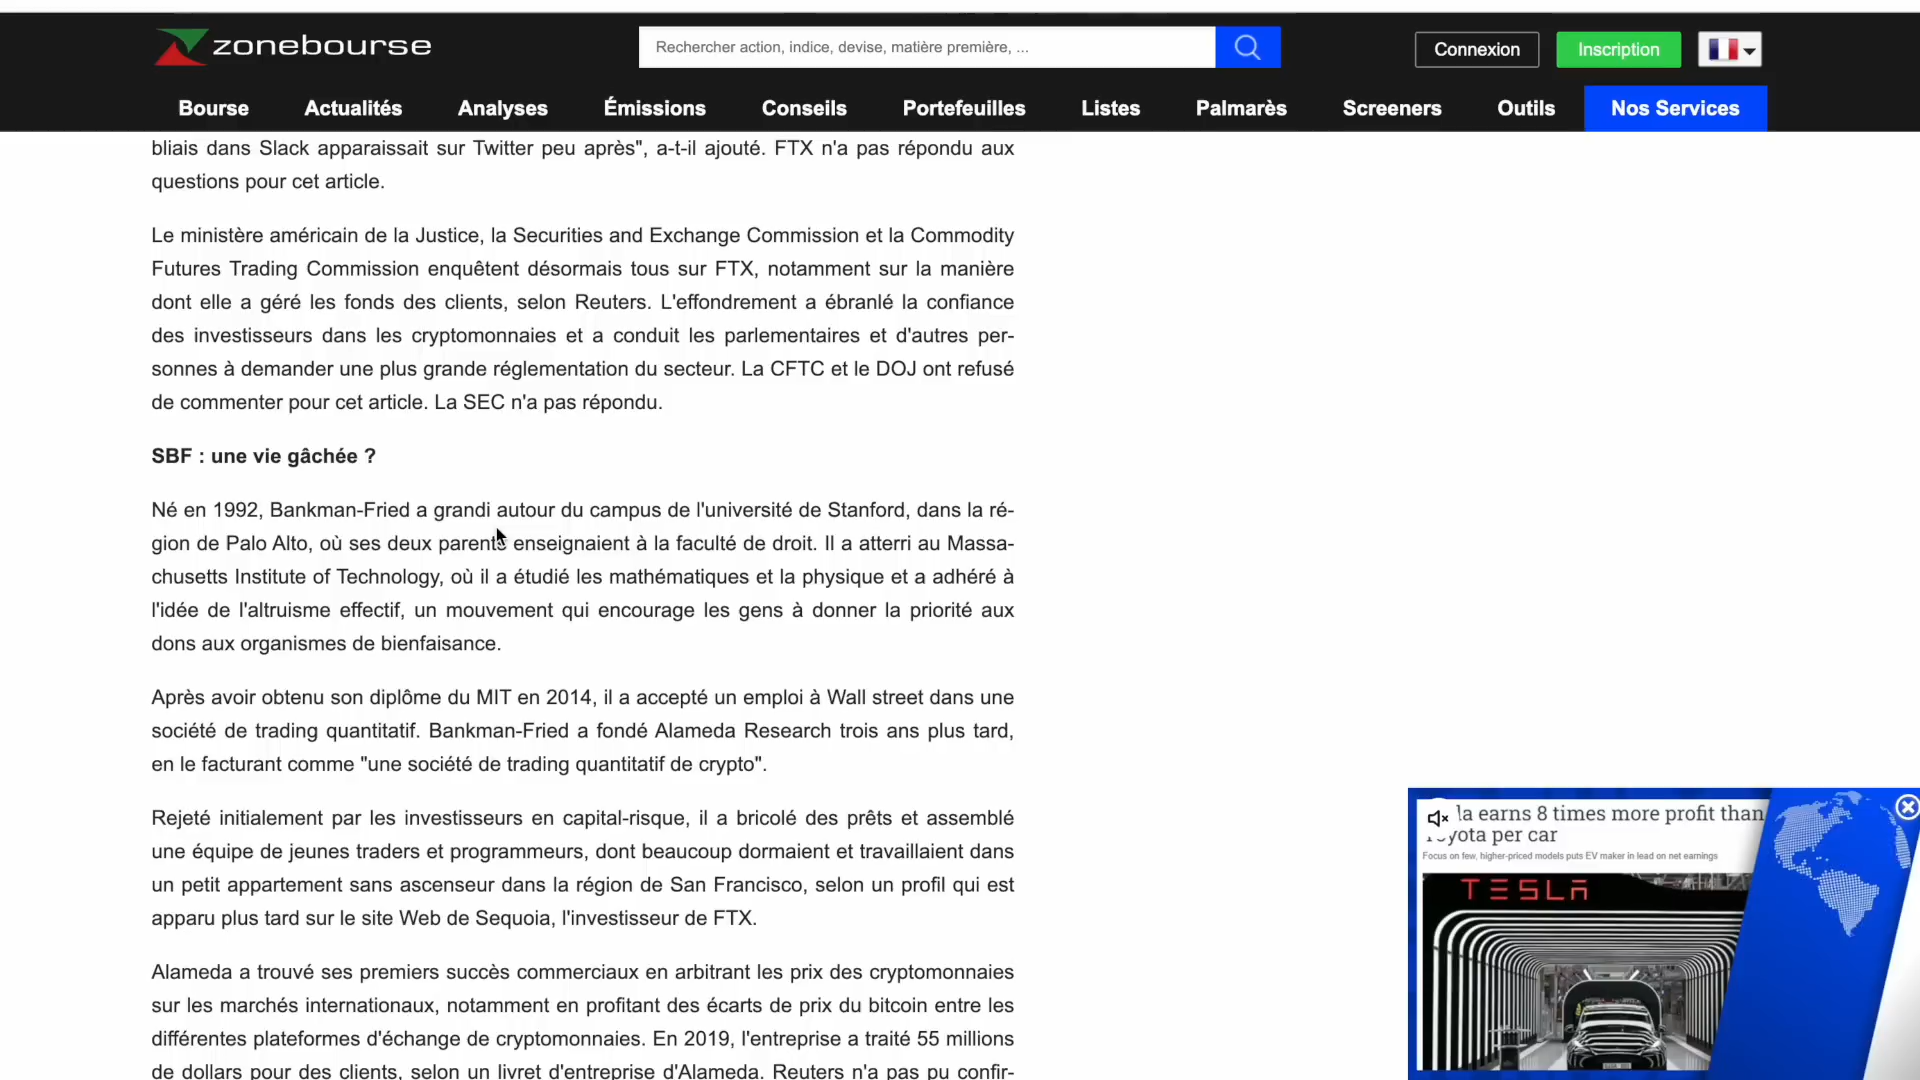 zonebourse
Rechercher action, indice, devise, matière première, ...
Connexion
Inscription
Bourse
Actualités
Analyses
Émissions
Conseils
Portefeuilles
Listes
Palmarès
Screeners
Outils
Nos Services
bliais dans Slack apparaissait sur Twitter peu après", a-t-il ajouté. FTX n'a pas répondu aux
questions pour cet article.
Le ministère américain de la Justice, la Securities and Exchange Commission et la Commodity
Futures Trading Commission enquêtent désormais tous sur FTX, notamment sur la manière
dont elle a géré les fonds des clients, selon Reuters. L'effondrement a ébranlé la confiance
des investisseurs dans les cryptomonnaies et a conduit les parlementaires et d'autres per-
sonnes à demander une plus grande réglementation du secteur. La CFTC et le DOJ ont refusé
de commenter pour cet article. La SEC n'a pas répondu.
SBF : une vie gâchée ?
Né en 1992, Bankman-Fried a grandi autour du campus de l'université de Stanford, dans la ré-
gion de Palo Alto, où ses deux parents enseignaient à la faculté de droit. Il a atterri au Massa-
chusetts Institute of Technology, où il a étudié les mathématiques et la physique et a adhéré à
l'idée de l'altruisme effectif, un mouvement qui encourage les gens à donner la priorité aux
dons aux organismes de bienfaisance.
Après avoir obtenu son diplôme du MIT en 2014, il a accepté un emploi à Wall street dans une
société de trading quantitatif. Bankman-Fried a fondé Alameda Research trois ans plus tard,
en le facturant comme "une société de trading quantitatif de crypto".
Rejeté initialement par les investisseurs en capital-risque, il a bricolé des prêts et assemblé
une équipe de jeunes traders et programmeurs, dont beaucoup dormaient et travaillaient dans
un petit appartement sans ascenseur dans la région de San Francisco, selon un profil qui est
apparu plus tard sur le site Web de Sequoia, l'investisseur de FTX.
Alameda a trouvé ses premiers succès commerciaux en arbitrant les prix des cryptomonnaies
sur les marchés internationaux, notamment en profitant des écarts de prix du bitcoin entre les
différentes plateformes d'échange de cryptomonnaies. En 2019, l'entreprise a traité 55 millions
de dollars pour des clients, selon un livret d'entreprise d'Alameda. Reuters n'a pas pu confir-
la earns 8 times more profit than
yota per car
Focus on few, higher-priced models puts EV maker in lead on net earnings
TESLA